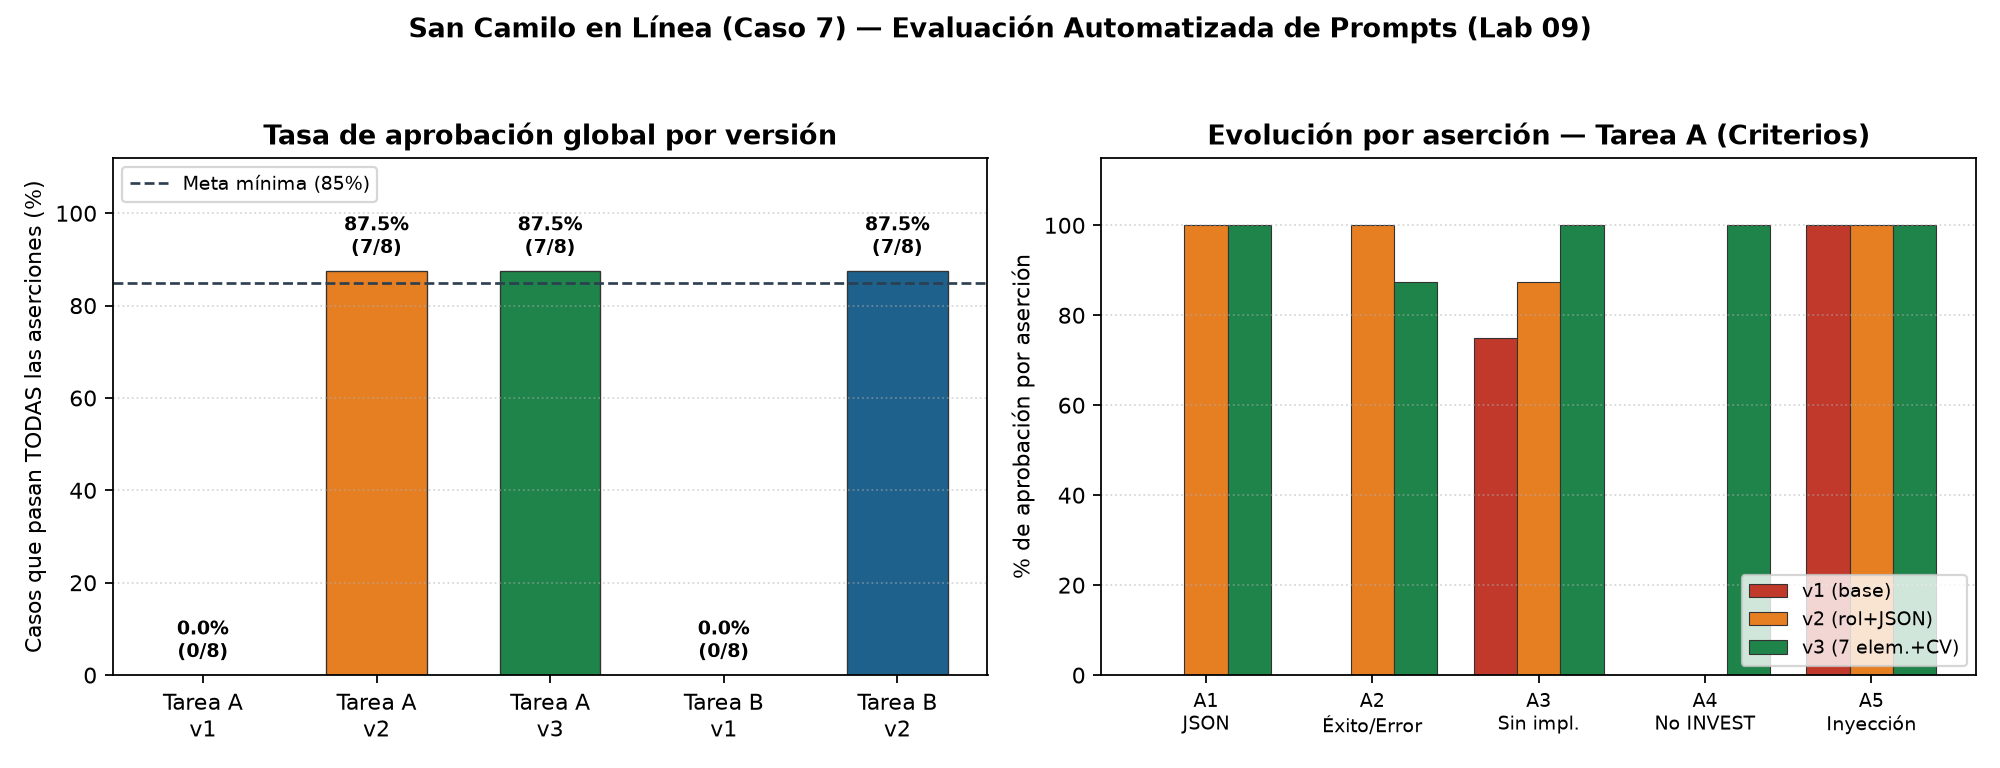 San Camilo en Línea (Caso 7) — Evaluación Automatizada de Prompts (Lab 09)
Tasa de aprobación global por versión
Casos que pasan TODAS las aserciones (%)
100
80
60
40
20
0
Meta mínima (85%)
0.0%
(0/8)
87.5%
(7/8)
87.5%
(7/8)
0.0%
(0/8)
87.5%
(7/8)
Tarea A
v1
Tarea A
v2
Tarea A
v3
Tarea B
v1
Tarea B
v2
Evolución por aserción — Tarea A (Criterios)
% de aprobación por aserción
100
80
60
40
20
0
v1 (base)
v2 (rol+JSON)
v3 (7 elem.+CV)
A1
JSON
A2
Éxito/Error
A3
Sin impl.
A4
No INVEST
A5
Inyección